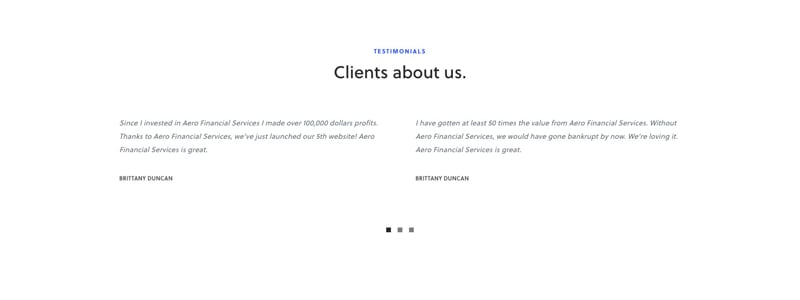 TESTIMONIALS
Clients about us.
Since I invested in Aero Financial Services I made over 100,000 dollars profits.
Thanks to Aero Financial Services, we've just launched our 5th website! Aero
Financial Services is great.
BRITTANY DUNCAN
I have gotten at least 50 times the value from Aero Financial Services. Without
Aero Financial Services, we would have gone bankrupt by now. We're loving it.
Aero Financial Services is great.
BRITTANY DUNCAN